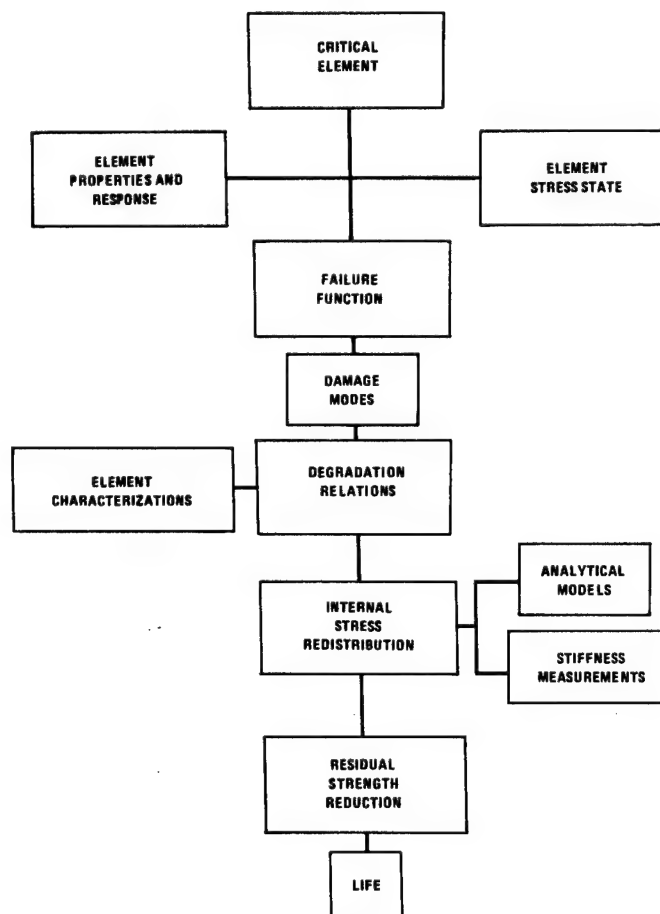 CRITICAL
ELEMENT
ELEMENT
PROPERTIES AND
RESPONSE
ELEMENT
STRESS STATE
FAILURE
FUNCTION
DAMAGE
MODES
DEGRADATION
RELATIONS
ELEMENT
CHARACTERIZATIONS
INTERNAL
STRESS
REDISTRIBUTION
ANALYTICAL
MODELS
STIFFNESS
MEASUREMENTS
RESIDUAL
STRENGTH
REDUCTION
LIFE